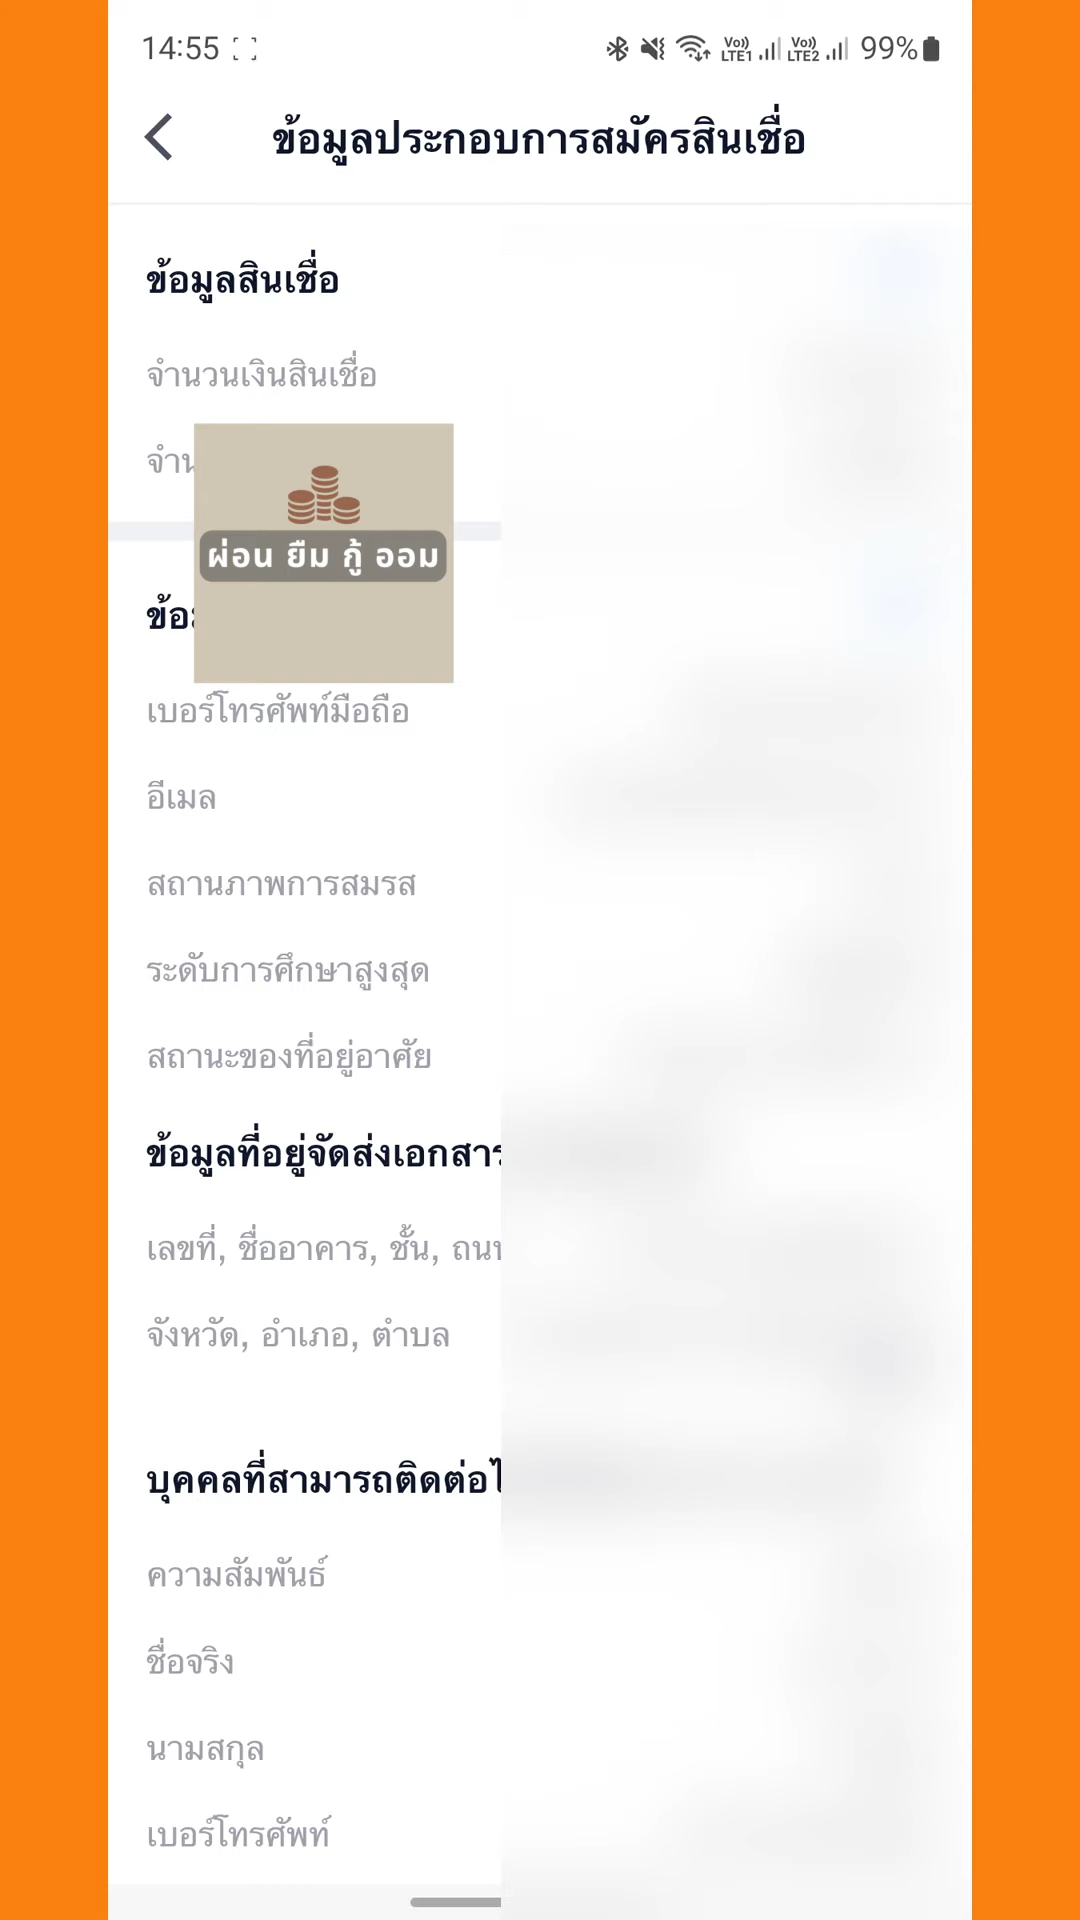 14:55
Vo)) LTE1 Vo)) LTE2 99%
ข้อมูลประกอบการสมัครสินเชื่อ
ข้อมูลสินเชื่อ
จำนวนเงินสินเชื่อ
ผ่อน ยืม กู้ ออม
เบอร์โทรศัพท์มือถือ
อีเมล
สถานภาพการสมรส
ระดับการศึกษาสูงสุด
สถานะของที่อยู่อาศัย
ข้อมูลที่อยู่จัดส่งเอกสาร
เลขที่, ชื่ออาคาร, ชั้น,
จังหวัด, อำเภอ, ตำบล
บุคคลที่สามารถติดต่อ
ความสัมพันธ์
ชื่อจริง
นามสกุล
เบอร์โทรศัพท์